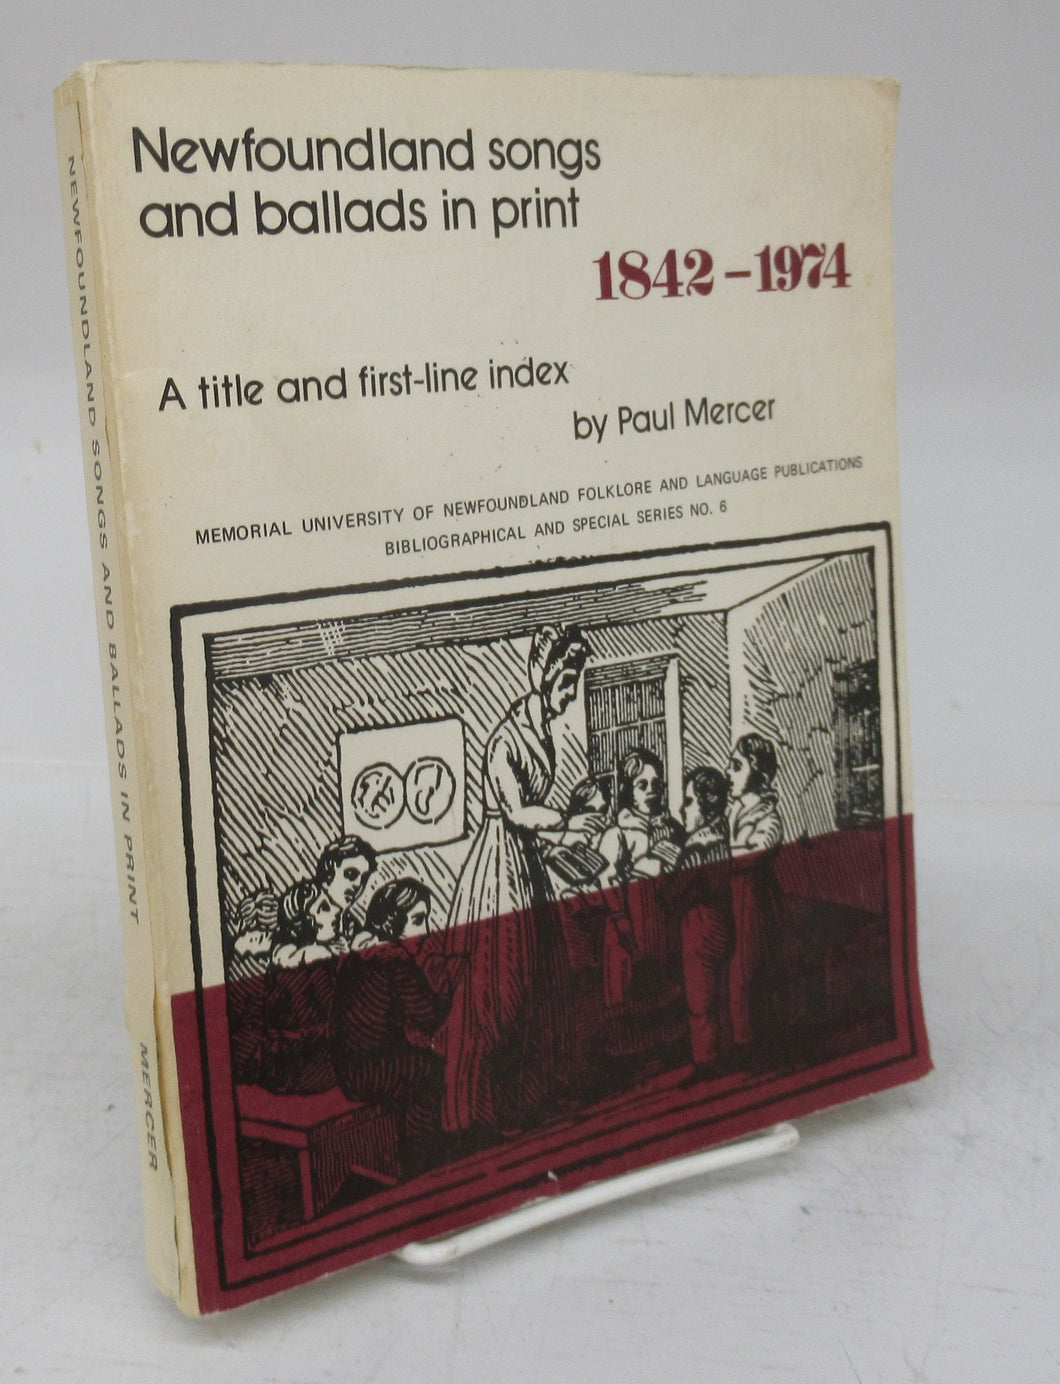 Newfoundland songs
and ballads in print
1842-1974
A title and first-line index
by Paul Mercer
MEMORIAL UNIVERSITY OF NEWFOUNDLAND FOLKLORE AND LANGUAGE PUBLICATIONS
BIBLIOGRAPHICAL AND SPECIAL SERIES NO. 6
NEWFOUNDLAND SONGS AND BALLADS IN PRINT
MERCER